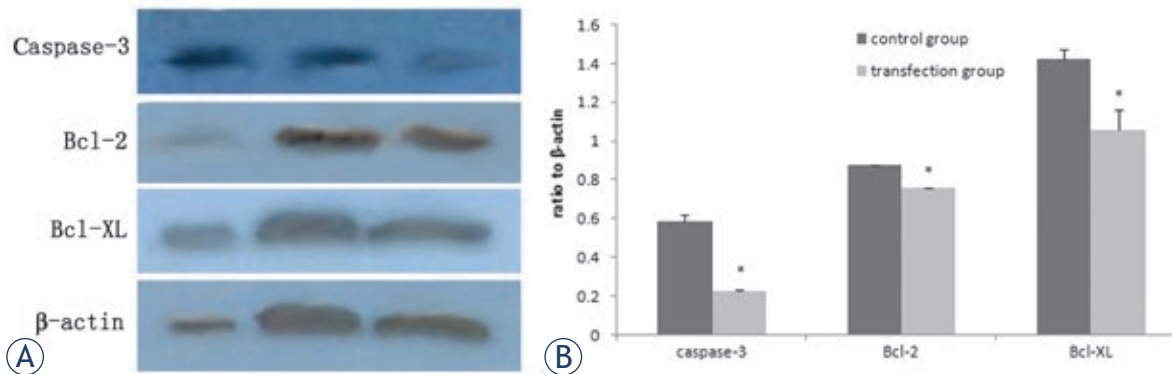 Caspase-3
Bcl-2
Bcl-XL
β-actin
A
1.6
1.4
1.2
1
0.8
0.6
0.4
0.2
0
ratio to β-actin
control group
transfection group
*
*
*
caspase-3
Bcl-2
Bcl-XL
B